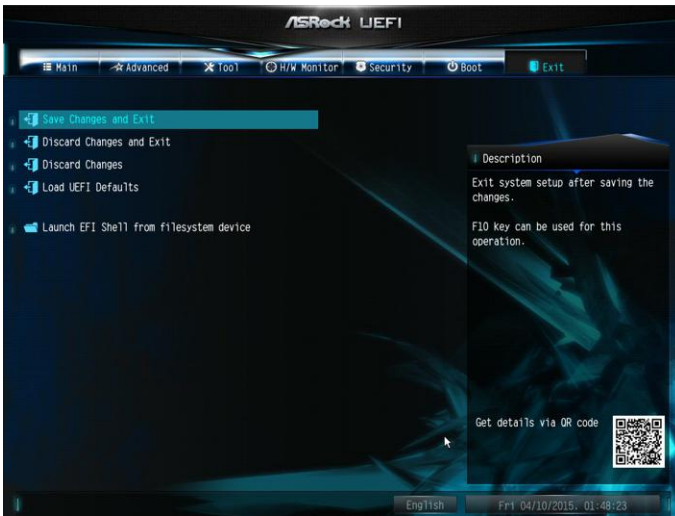 ASRock UEFI
Main Advanced Tool H/W Monitor Security Boot Exit
Save Changes and Exit
Discard Changes and Exit
Discard Changes
Load UEFI Defaults
Launch EFI Shell from filesystem device
Description
Exit system setup after saving the
changes.
F10 key can be used for this
operation.
Get details via QR code
English Fri 04/10/2015. 01:48:23